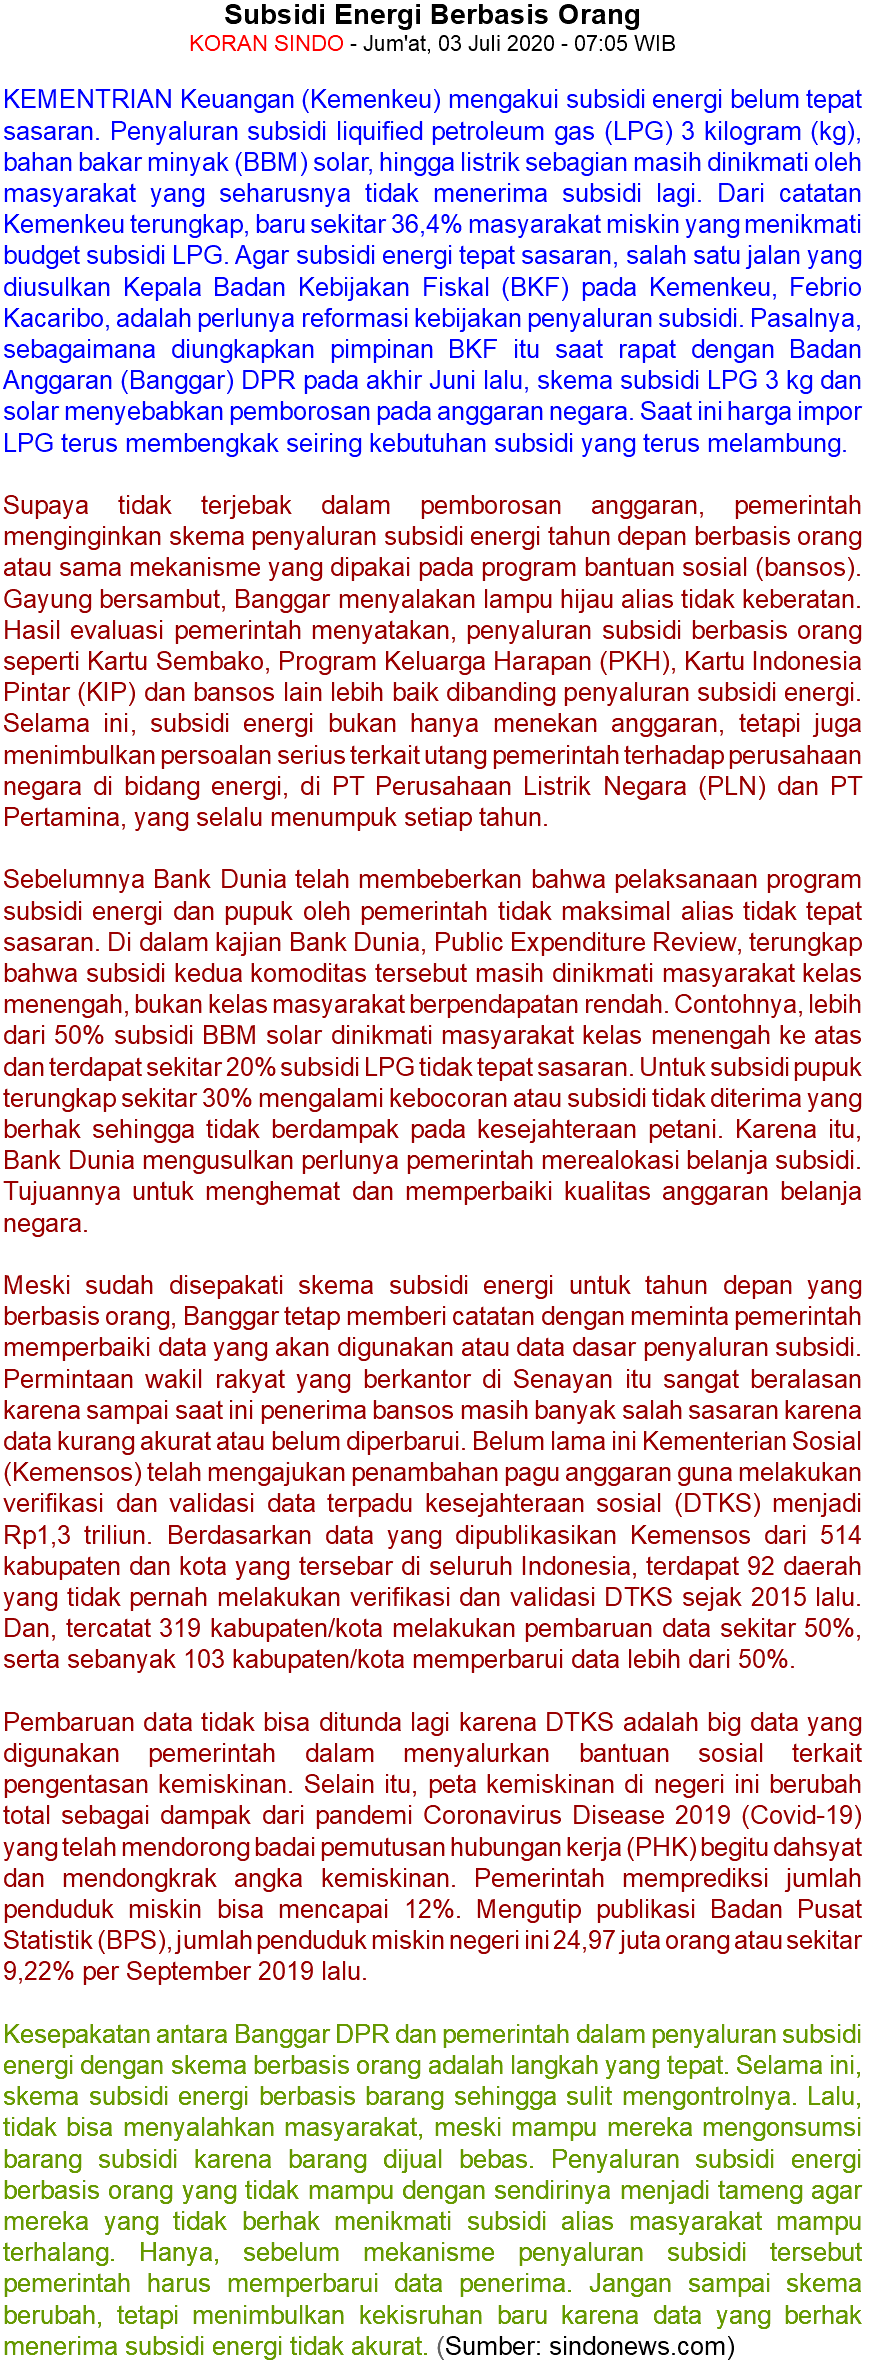 Subsidi Energi Berbasis Orang
KORAN SINDO - Jum'at, 03 Juli 2020 - 07:05 WIB
KEMENTRIAN Keuangan (Kemenkeu) mengakui subsidi energi belum tepat
sasaran. Penyaluran subsidi liquified petroleum gas (LPG) 3 kilogram (kg),
bahan bakar minyak (BBM) solar, hingga listrik sebagian masih dinikmati oleh
masyarakat yang seharusnya tidak menerima subsidi lagi. Dari catatan
Kemenkeu terungkap, baru sekitar 36,4% masyarakat miskin yang menikmati
budget subsidi LPG. Agar subsidi energi tepat sasaran, salah satu jalan yang
diusulkan Kepala Badan Kebijakan Fiskal (BKF) pada Kemenkeu, Febrio
Kacaribo, adalah perlunya reformasi kebijakan penyaluran subsidi. Pasalnya,
sebagaimana diungkapkan pimpinan BKF itu saat rapat dengan Badan
Anggaran (Banggar) DPR pada akhir Juni lalu, skema subsidi LPG 3 kg dan
solar menyebabkan pemborosan pada anggaran negara. Saat ini harga impor
LPG terus membengkak seiring kebutuhan subsidi yang terus melambung.
Supaya tidak terjebak dalam pemborosan anggaran, pemerintah
menginginkan skema penyaluran subsidi energi tahun depan berbasis orang
atau sama mekanisme yang dipakai pada program bantuan sosial (bansos).
Gayung bersambut, Banggar menyalakan lampu hijau alias tidak keberatan.
Hasil evaluasi pemerintah menyatakan, penyaluran subsidi berbasis orang
seperti Kartu Sembako, Program Keluarga Harapan (PKH), Kartu Indonesia
Pintar (KIP) dan bansos lain lebih baik dibanding penyaluran subsidi energi.
Selama ini, subsidi energi bukan hanya menekan anggaran, tetapi juga
menimbulkan persoalan serius terkait utang pemerintah terhadap perusahaan
negara di bidang energi, di PT Perusahaan Listrik Negara (PLN) dan PT
Pertamina, yang selalu menumpuk setiap tahun.
Sebelumnya Bank Dunia telah membeberkan bahwa pelaksanaan program
subsidi energi dan pupuk oleh pemerintah tidak maksimal alias tidak tepat
sasaran. Di dalam kajian Bank Dunia, Public Expenditure Review, terungkap
bahwa subsidi kedua komoditas tersebut masih dinikmati masyarakat kelas
menengah, bukan kelas masyarakat berpendapatan rendah. Contohnya, lebih
dari 50% subsidi BBM solar dinikmati masyarakat kelas menengah ke atas
dan terdapat sekitar 20% subsidi LPG tidak tepat sasaran. Untuk subsidi pupuk
terungkap sekitar 30% mengalami kebocoran atau subsidi tidak diterima yang
berhak sehingga tidak berdampak pada kesejahteraan petani. Karena itu,
Bank Dunia mengusulkan perlunya pemerintah merealokasi belanja subsidi.
Tujuannya untuk menghemat dan memperbaiki kualitas anggaran belanja
negara.
Meski sudah disepakati skema subsidi energi untuk tahun depan yang
berbasis orang, Banggar tetap memberi catatan dengan meminta pemerintah
memperbaiki data yang akan digunakan atau data dasar penyaluran subsidi.
Permintaan wakil rakyat yang berkantor di Senayan itu sangat beralasan
karena sampai saat ini penerima bansos masih banyak salah sasaran karena
data kurang akurat atau belum diperbarui. Belum lama ini Kementerian Sosial
(Kemensos) telah mengajukan penambahan pagu anggaran guna melakukan
verifikasi dan validasi data terpadu kesejahteraan sosial (DTKS) menjadi
Rp1,3 triliun. Berdasarkan data yang dipublikasikan Kemensos dari 514
kabupaten dan kota yang tersebar di seluruh Indonesia, terdapat 92 daerah
yang tidak pernah melakukan verifikasi dan validasi DTKS sejak 2015 lalu.
Dan, tercatat 319 kabupaten/kota melakukan pembaruan data sekitar 50%,
serta sebanyak 103 kabupaten/kota memperbarui data lebih dari 50%.
Pembaruan data tidak bisa ditunda lagi karena DTKS adalah big data yang
digunakan pemerintah dalam menyalurkan bantuan sosial terkait
pengentasan kemiskinan. Selain itu, peta kemiskinan di negeri ini berubah
total sebagai dampak dari pandemi Coronavirus Disease 2019 (Covid-19)
yang telah mendorong badai pemutusan hubungan kerja (PHK) begitu dahsyat
dan mendongkrak angka kemiskinan. Pemerintah memprediksi jumlah
penduduk miskin bisa mencapai 12%. Mengutip publikasi Badan Pusat
Statistik (BPS), jumlah penduduk miskin negeri ini 24,97 juta orang atau sekitar
9,22% per September 2019 lalu.
Kesepakatan antara Banggar DPR dan pemerintah dalam penyaluran subsidi
energi dengan skema berbasis orang adalah langkah yang tepat. Selama ini,
skema subsidi energi berbasis barang sehingga sulit mengontrolnya. Lalu,
tidak bisa menyalahkan masyarakat, meski mampu mereka mengonsumsi
barang subsidi karena barang dijual bebas. Penyaluran subsidi energi
berbasis orang yang tidak mampu dengan sendirinya menjadi tameng agar
mereka yang tidak berhak menikmati subsidi alias masyarakat mampu
terhalang. Hanya, sebelum mekanisme penyaluran subsidi tersebut
pemerintah harus memperbarui data penerima. Jangan sampai skema
berubah, tetapi menimbulkan kekisruhan baru karena data yang berhak
menerima subsidi energi tidak akurat. (Sumber: sindonews.com)